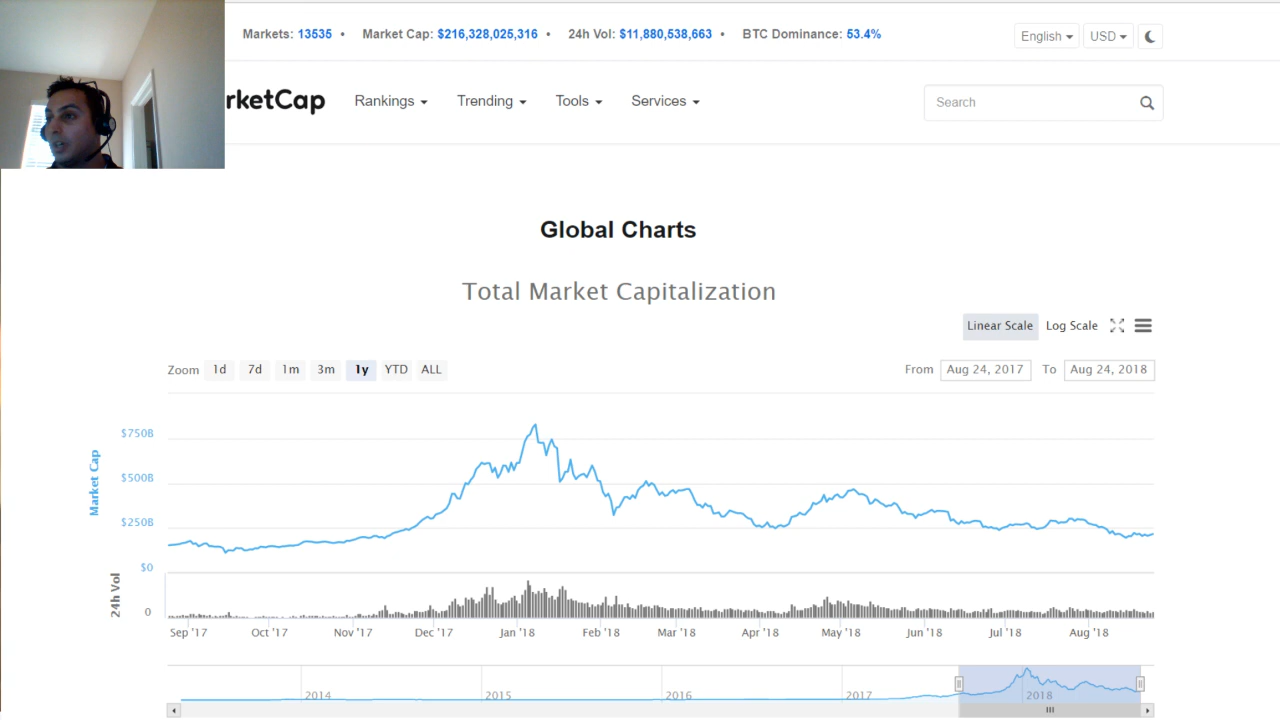 Markets: 13535 • Market Cap: $216,328,025,316 • 24h Vol: $11,880,538,663 • BTC Dominance: 53.4%
English USD
rketCap Rankings Trending Tools Services Search
Global Charts
Total Market Capitalization
Linear Scale Log Scale
Zoom 1d 7d 1m 3m 1y YTD ALL From Aug 24, 2017 To Aug 24, 2018
Market Cap
$750B
$500B
$250B
$0
24h Vol
0
Sep '17 Oct '17 Nov '17 Dec '17 Jan '18 Feb '18 Mar '18 Apr '18 May '18 Jun '18 Jul '18 Aug '18
2014 2015 2016 2017 2018